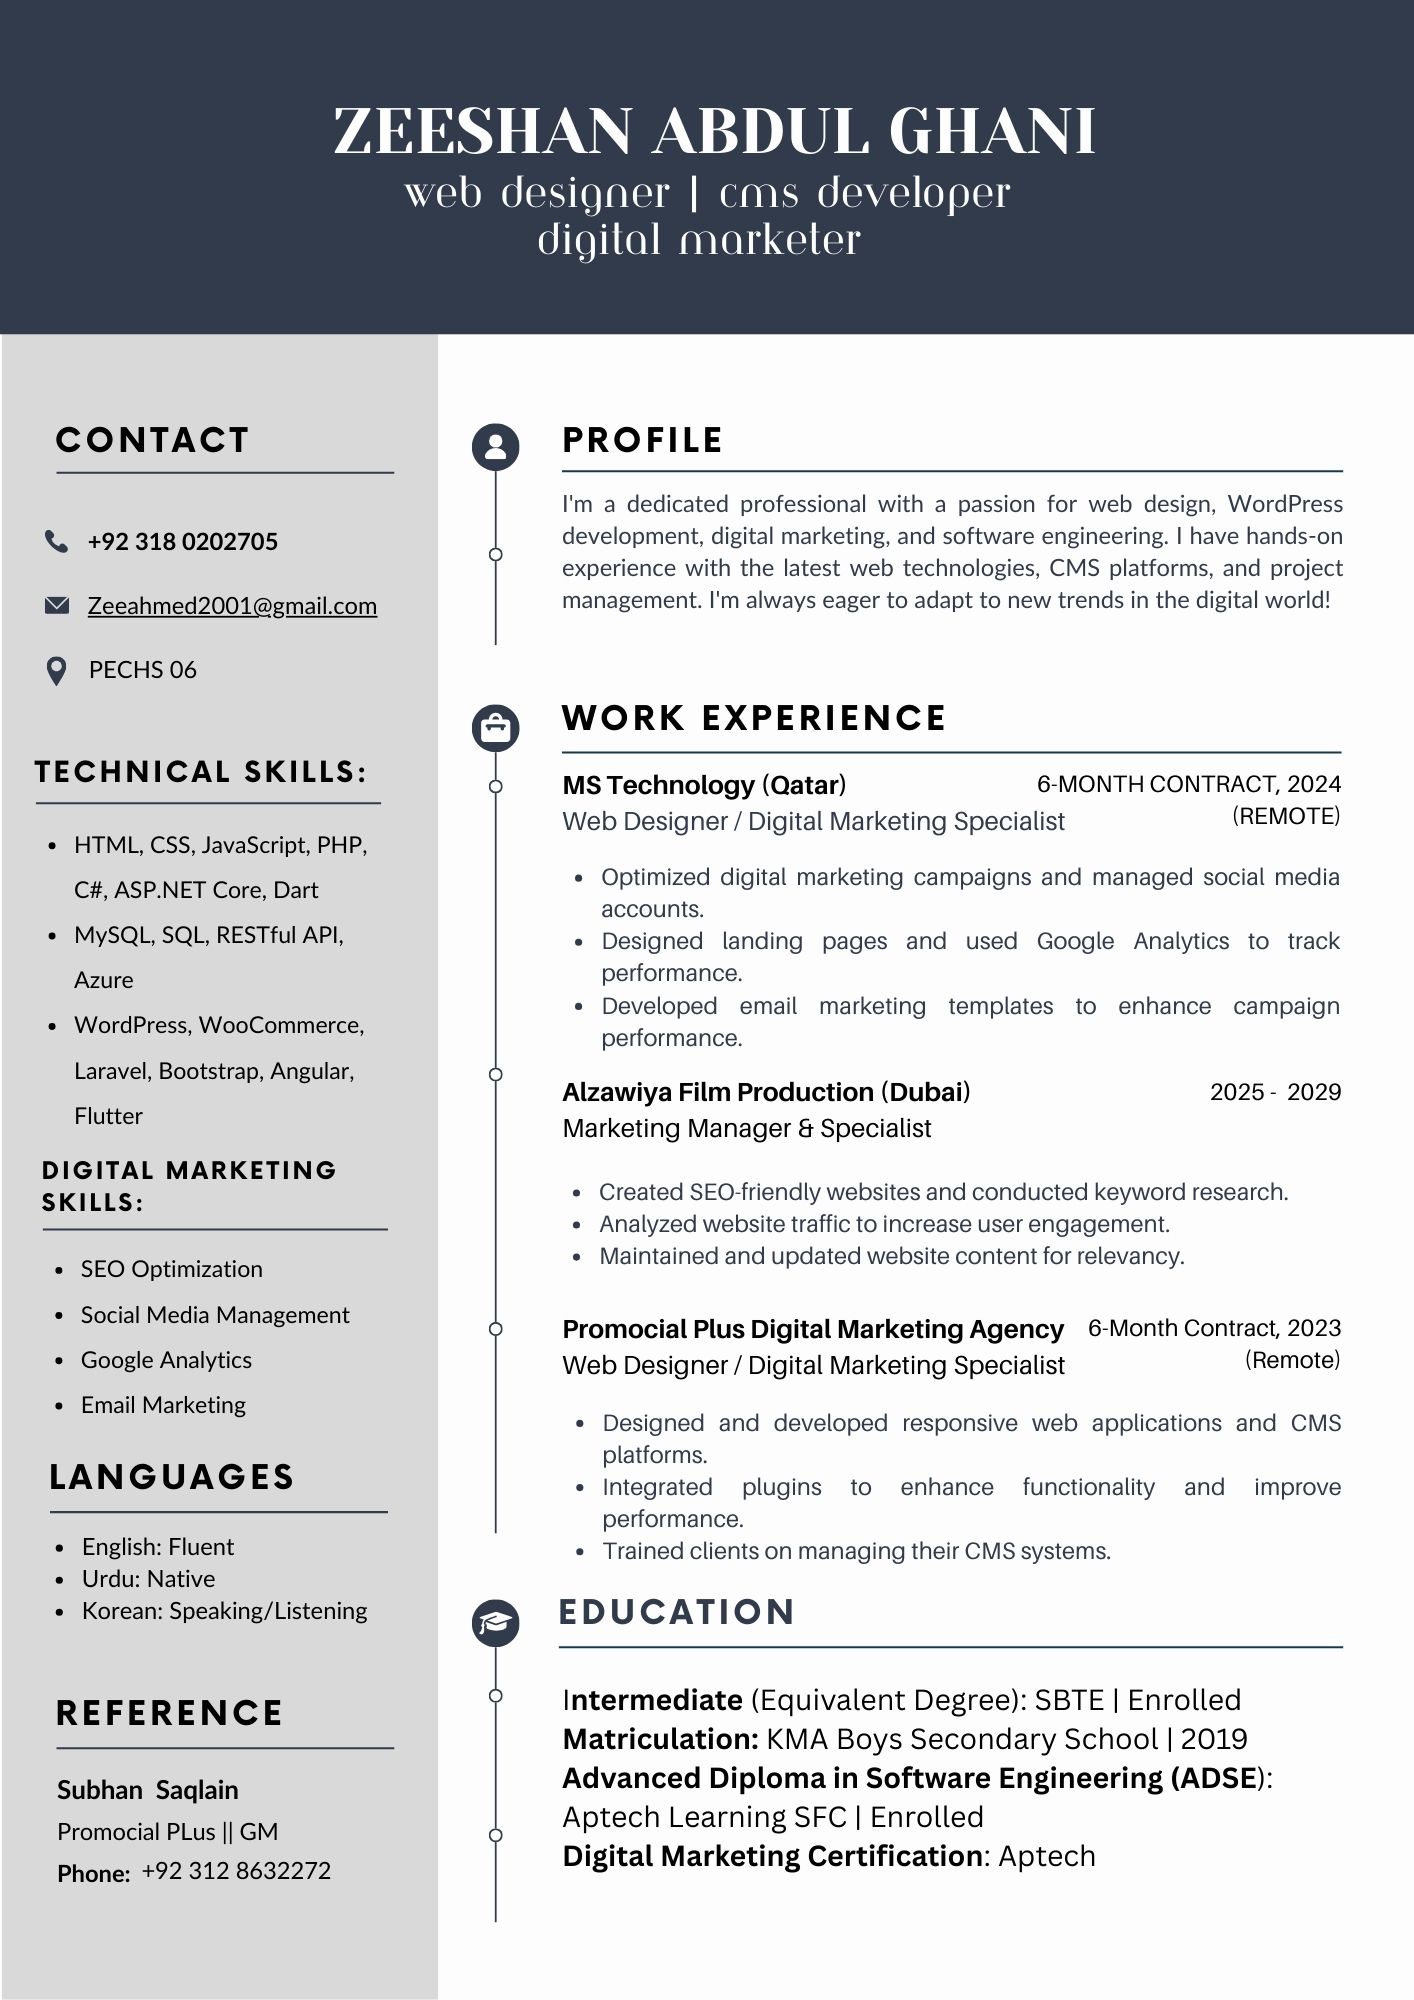 ZEESHAN ABDUL GHANI
web designer | cms developer
digital marketer
CONTACT
+92 318 0202705
Zeeahmed2001@gmail.com
PECHS 06
TECHNICAL SKILLS:
• HTML, CSS, JavaScript, PHP,
C#, ASP.NET Core, Dart
• MySQL, SQL, RESTful API,
Azure
• WordPress, WooCommerce,
Laravel, Bootstrap, Angular,
Flutter
DIGITAL MARKETING
SKILLS:
• SEO Optimization
• Social Media Management
• Google Analytics
• Email Marketing
LANGUAGES
• English: Fluent
• Urdu: Native
• Korean: Speaking/Listening
REFERENCE
Subhan Saqlain
Promocial PLus || GM
Phone: +92 312 8632272
PROFILE
I'm a dedicated professional with a passion for web design, WordPress
development, digital marketing, and software engineering. I have hands-on
experience with the latest web technologies, CMS platforms, and project
management. I'm always eager to adapt to new trends in the digital world!
WORK EXPERIENCE
MS Technology (Qatar) 6-MONTH CONTRACT, 2024
Web Designer / Digital Marketing Specialist (REMOTE)
• Optimized digital marketing campaigns and managed social media
accounts.
• Designed landing pages and used Google Analytics to track
performance.
• Developed email marketing templates to enhance campaign
performance.
Alzawiya Film Production (Dubai) 2025 - 2029
Marketing Manager & Specialist
• Created SEO-friendly websites and conducted keyword research.
• Analyzed website traffic to increase user engagement.
• Maintained and updated website content for relevancy.
Promocial Plus Digital Marketing Agency 6-Month Contract, 2023
Web Designer / Digital Marketing Specialist (Remote)
• Designed and developed responsive web applications and CMS
platforms.
• Integrated plugins to enhance functionality and improve
performance.
• Trained clients on managing their CMS systems.
EDUCATION
Intermediate (Equivalent Degree): SBTE | Enrolled
Matriculation: KMA Boys Secondary School | 2019
Advanced Diploma in Software Engineering (ADSE):
Aptech Learning SFC | Enrolled
Digital Marketing Certification: Aptech